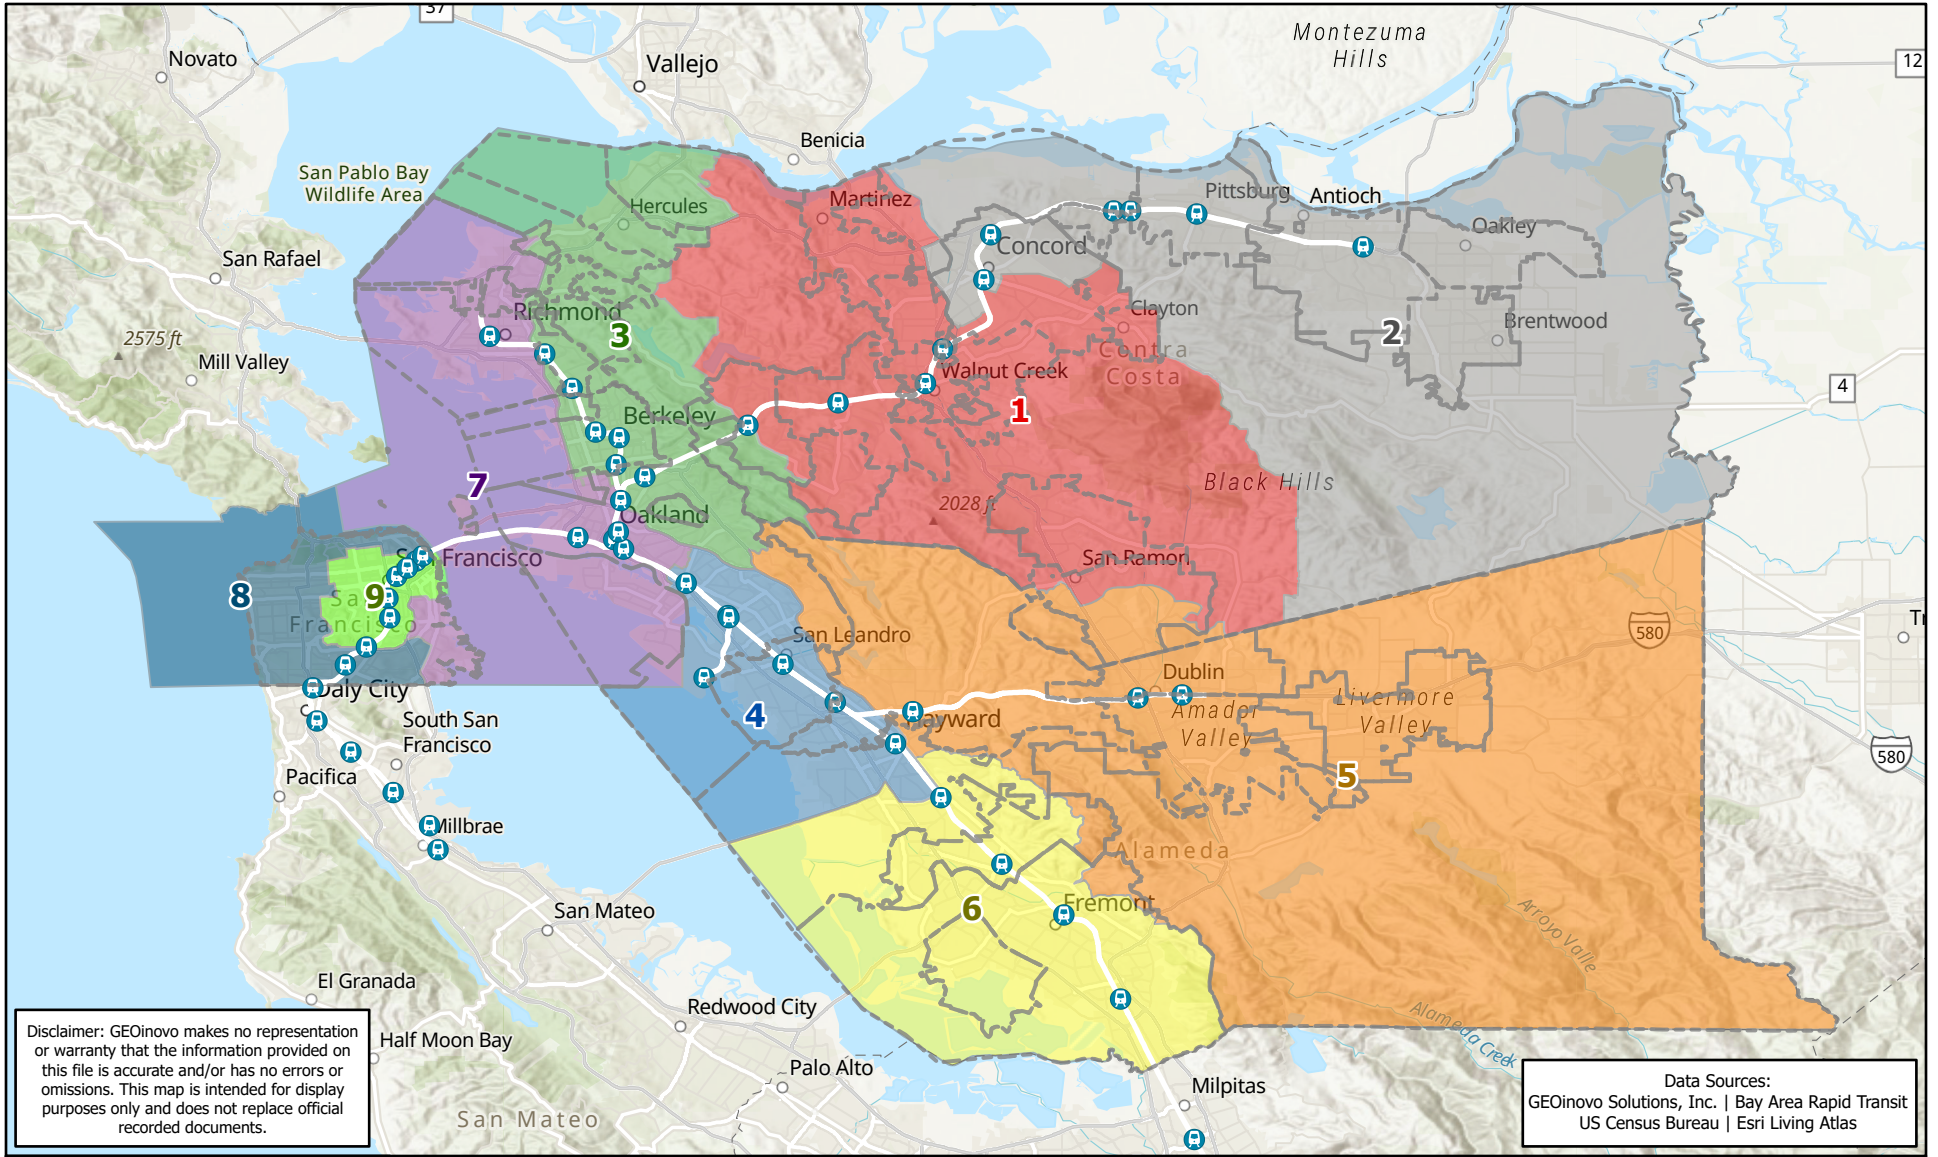 37
Montezuma
Hills
12
Novato
Vallejo
Benicia
San Pablo Bay
Wildlife Area
Hercules
Martinez
Pittsburg
Antioch
Oakley
San Rafael
Concord
Richmond
3
Clayton
2
Brentwood
2575 ft
Mill Valley
Contra
Costa
Walnut Creek
4
Berkeley
1
7
Black Hills
2028 ft
Oakland
San Francisco
San Ramon
8
9
San
Francisco
San Leandro
580
Daly City
Dublin
4
Hayward
Amador
Valley
Livermore
Valley
South San
Francisco
580
Pacifica
5
Millbrae
Alameda
San Mateo
6
Fremont
Arroyo Valle
El Granada
Redwood City
Alameda Creek
Half Moon Bay
Palo Alto
Milpitas
San Mateo
Disclaimer: GEOinovo makes no representation
or warranty that the information provided on
this file is accurate and/or has no errors or
omissions. This map is intended for display
purposes only and does not replace official
recorded documents.
Data Sources:
GEOinovo Solutions, Inc. | Bay Area Rapid Transit
US Census Bureau | Esri Living Atlas